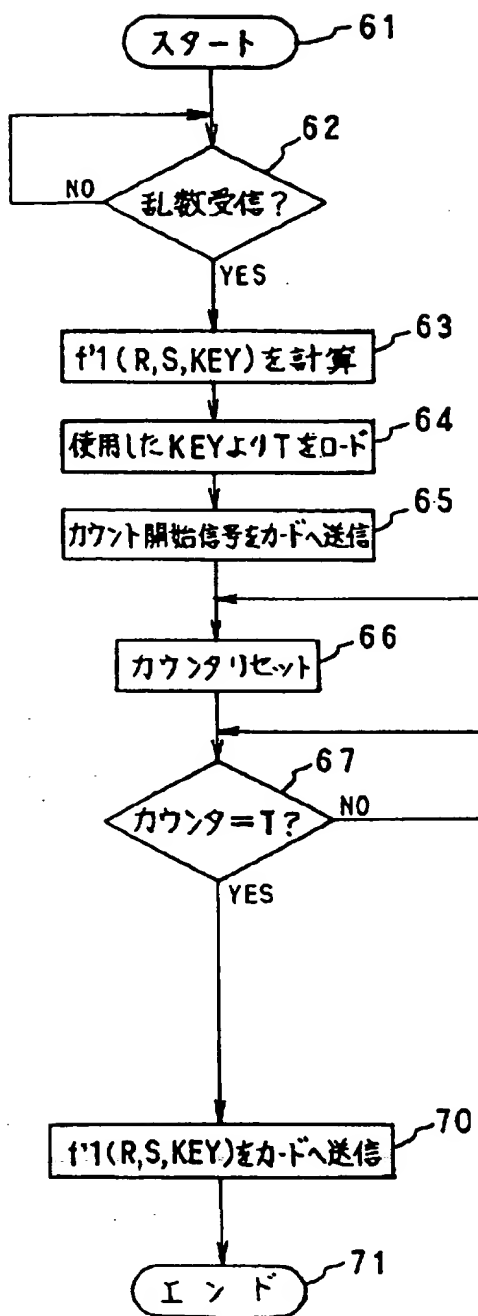 スタート
61
62
NO
乱数受信?
YES
63
f'1(R,S,KEY)を計算
64
使用したKEYよりTをロード
65
カウント開始信号をカードへ送信
66
カウンタリセット
67
カウンタ=T?
NO
YES
70
f'1(R,S,KEY)をカードへ送信
エンド
71